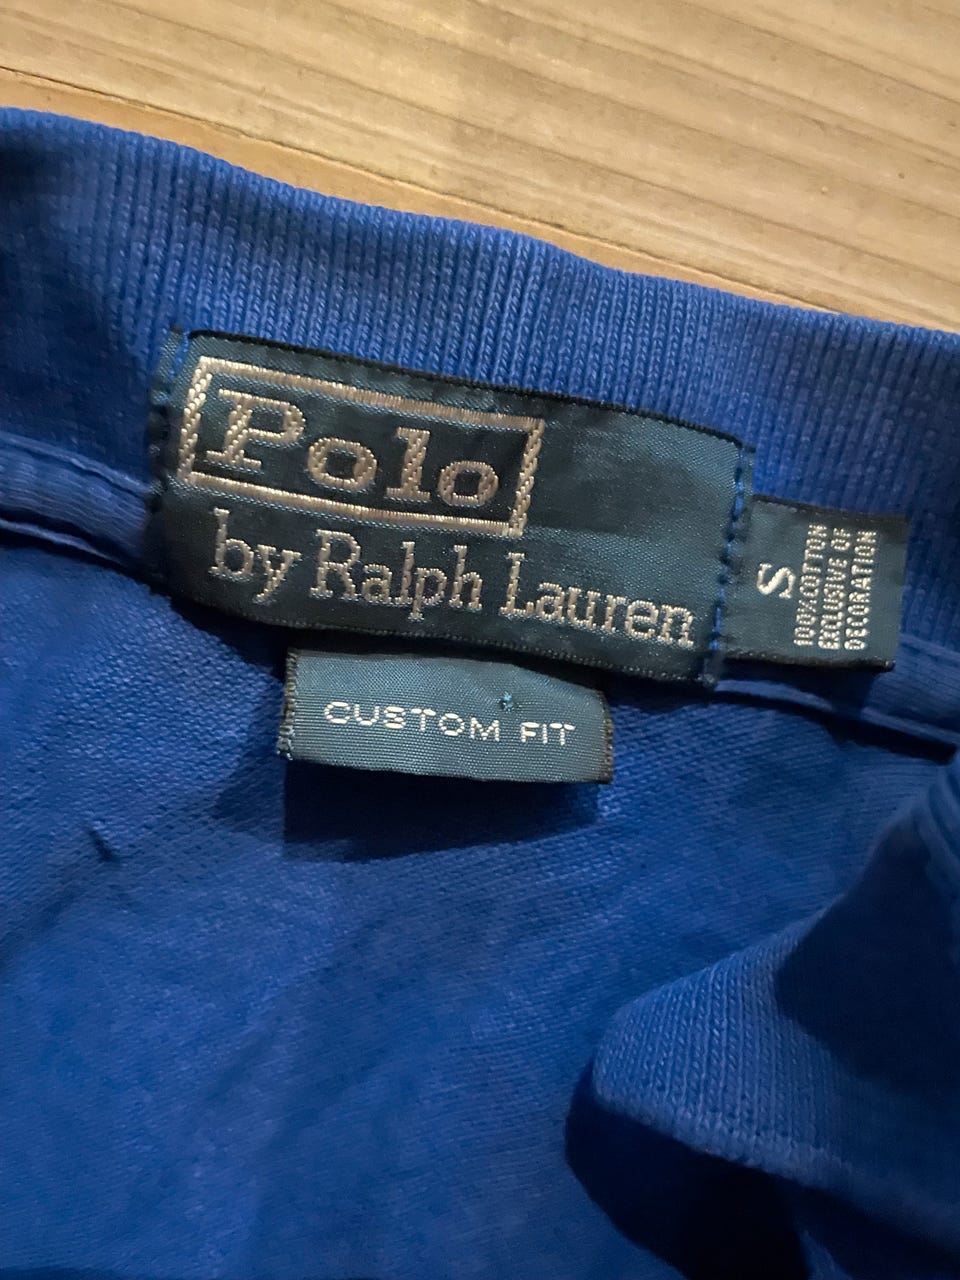 Polo
by Ralph Lauren
CUSTOM FIT
S
100%COTTON
EXCLUSIVE OF
DECORATION